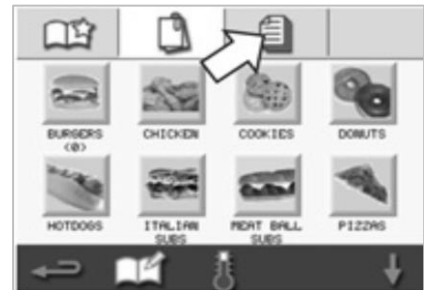 BURGERS
(0)
CHICKEN
COOKIES
DONUTS
HOTDOGS
ITALIAN
SUBS
MEAT BALL
SUBS
PIZZAS